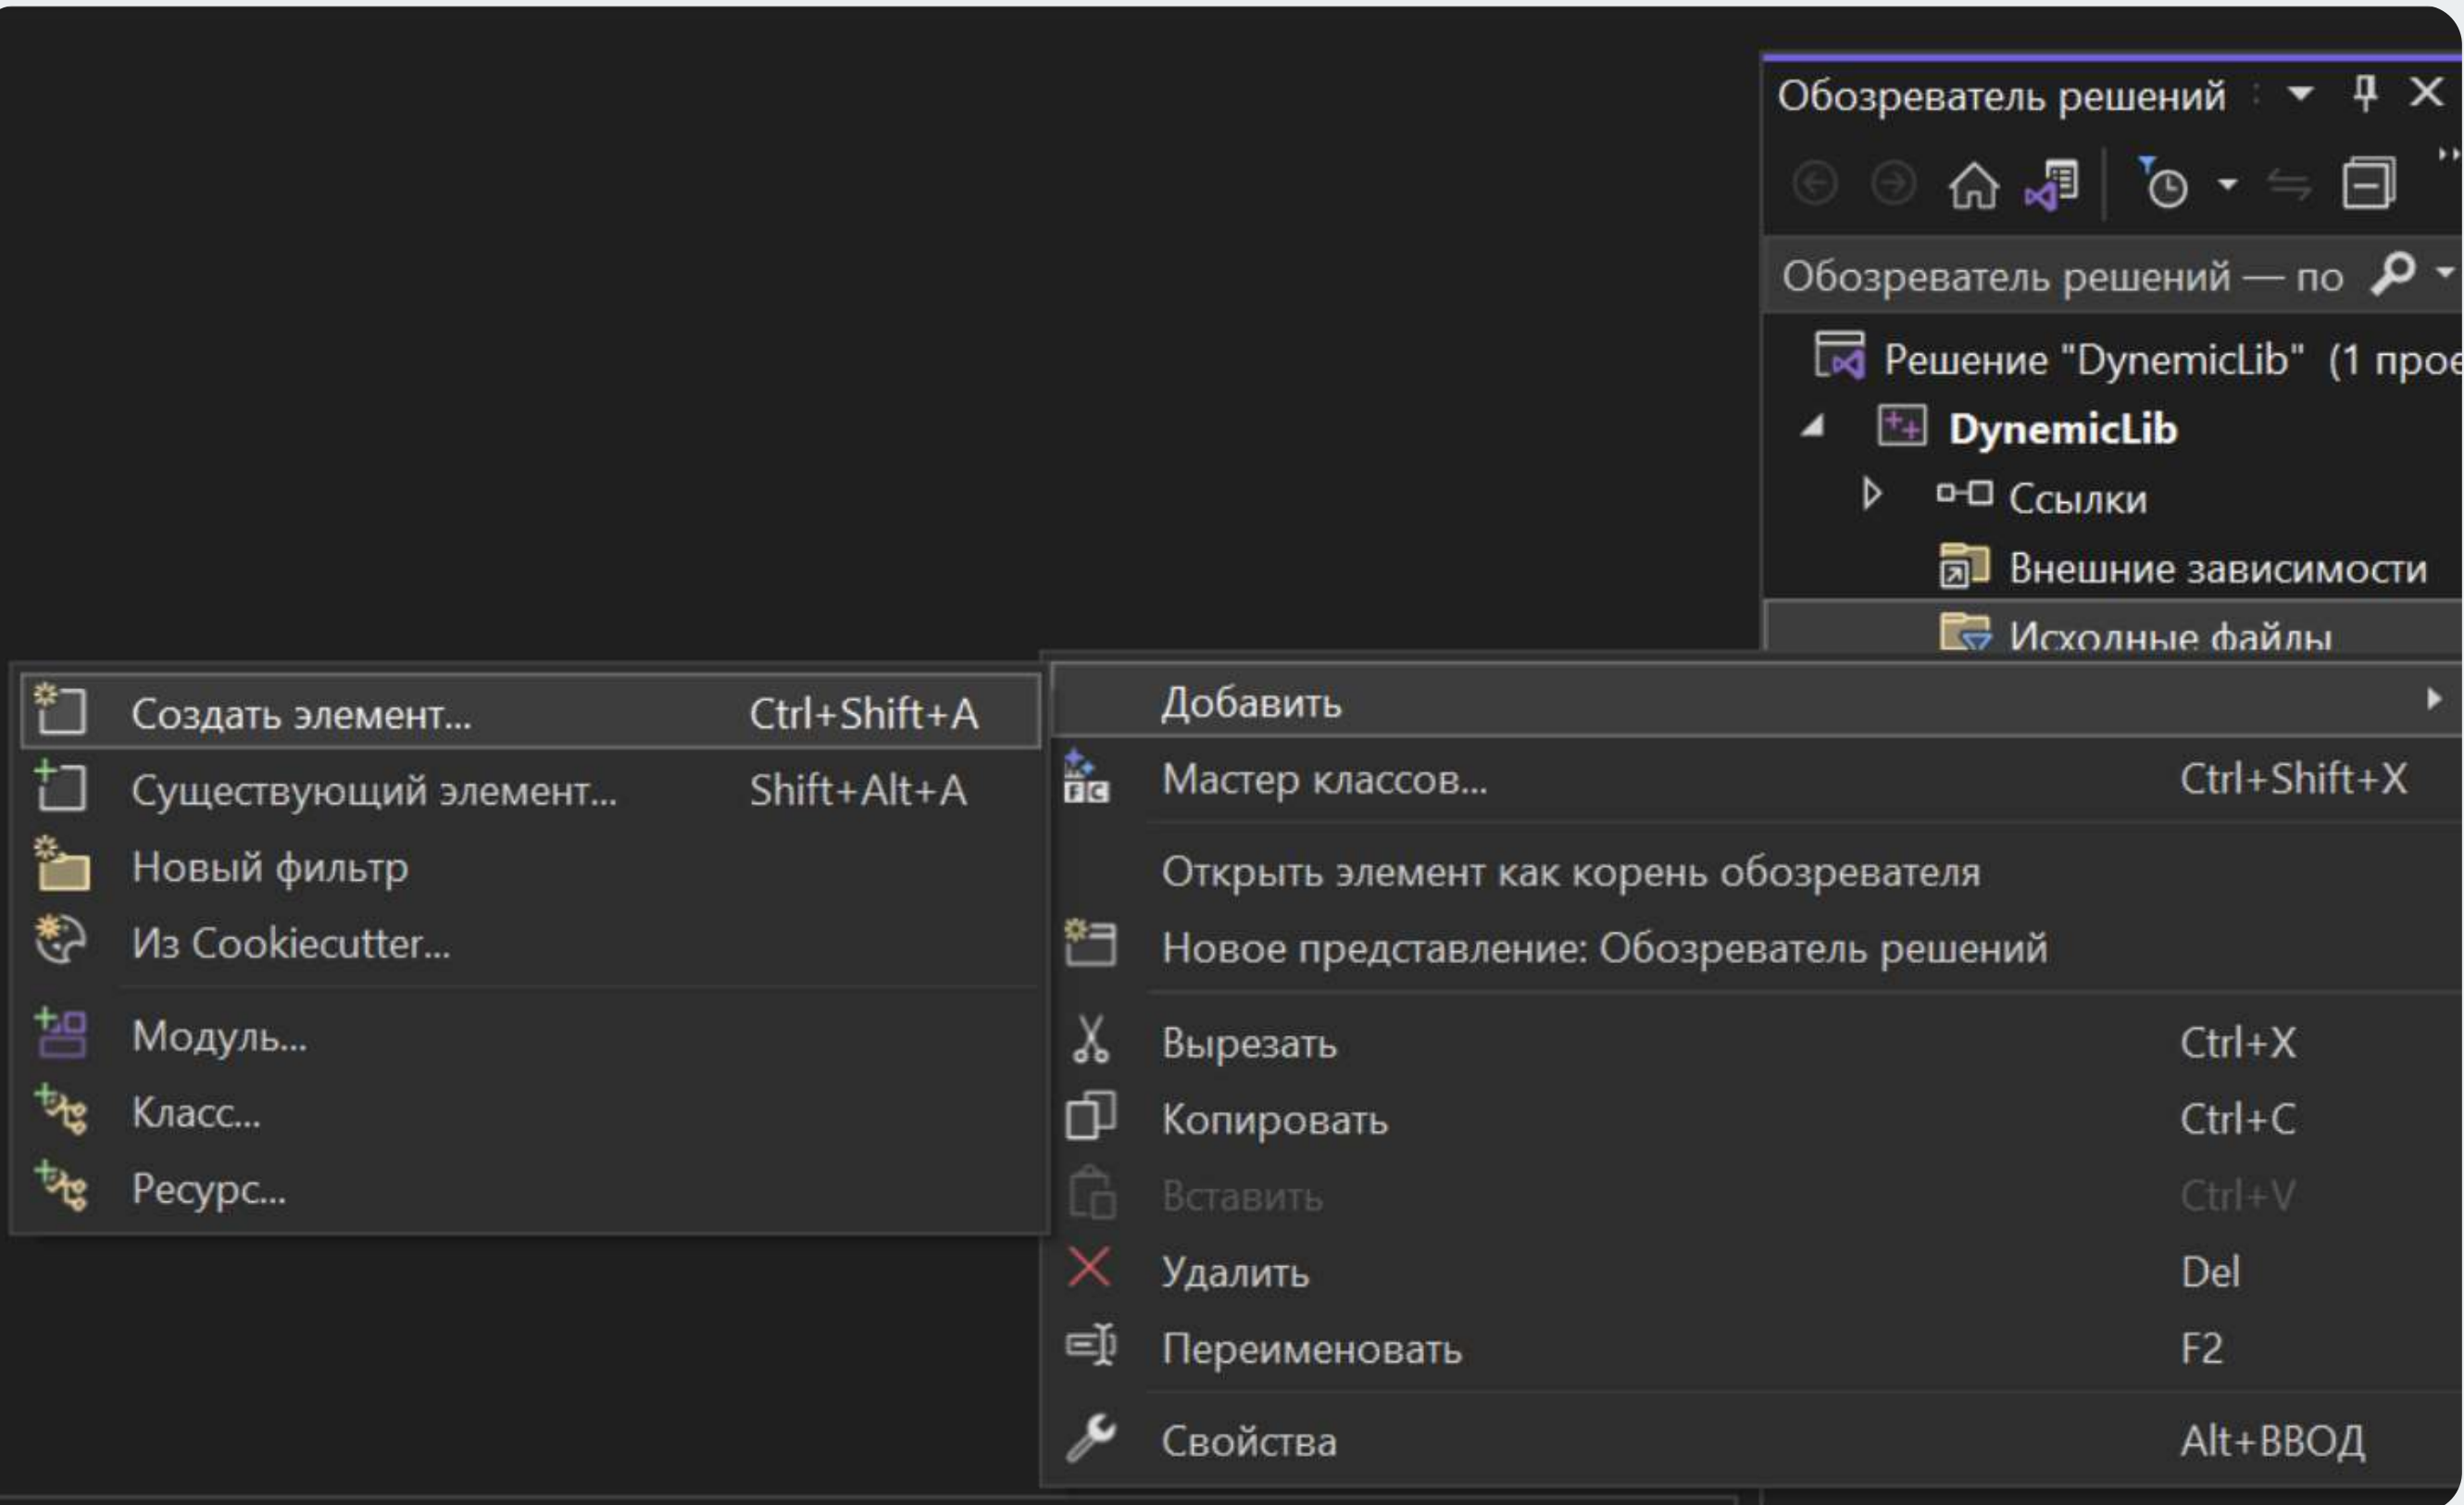 Обозреватель решений
Обозреватель решений — по
Решение "DynemicLib" (1 прое
DynemicLib
Ссылки
Внешние зависимости
Исходные файлы
Создать элемент... Ctrl+Shift+A
Существующий элемент... Shift+Alt+A
Новый фильтр
Из Cookiecutter...
Модуль...
Класс...
Ресурс...
Добавить
Мастер классов... Ctrl+Shift+X
Открыть элемент как корень обозревателя
Новое представление: Обозреватель решений
Вырезать Ctrl+X
Копировать Ctrl+C
Вставить Ctrl+V
Удалить Del
Переименовать F2
Свойства Alt+ВВОД